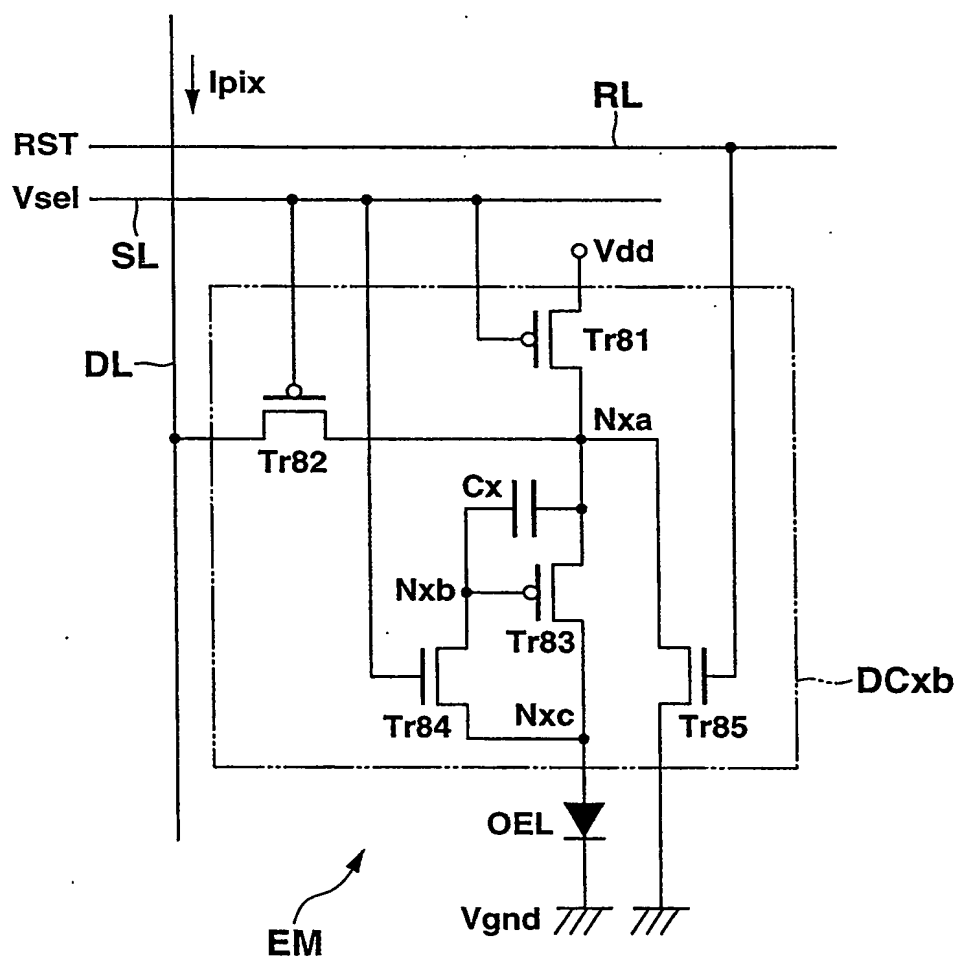 Ipix
RL
RST
Vsel
SL
Vdd
Tr81
DL
Nxa
Tr82
Cx
Nxb
Tr83
DCxb
Nxc
Tr84
Tr85
OEL
Vgnd
EM